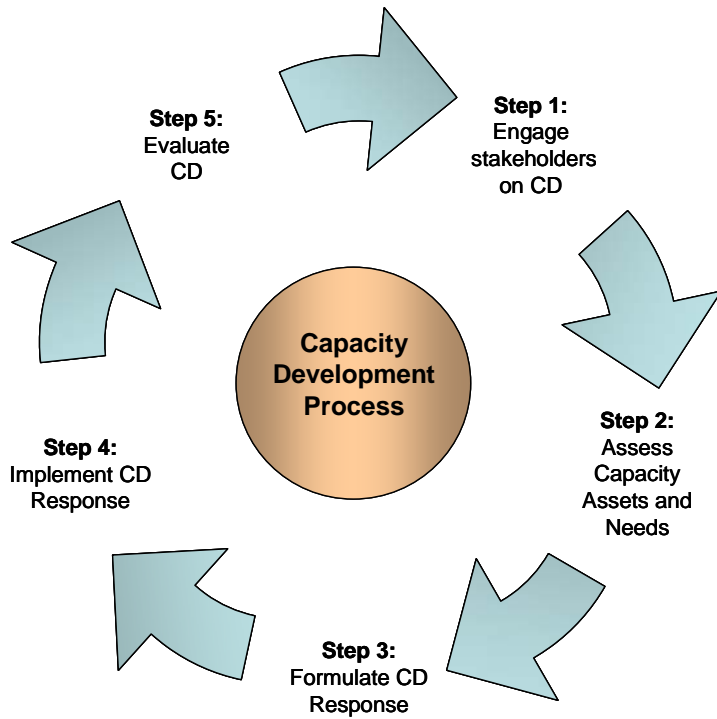 Capacity
Development
Process
Step 1:
Engage
stakeholders
on CD
Step 2:
Assess
Capacity
Assets and
Needs
Step 3:
Formulate CD
Response
Step 4:
Implement CD
Response
Step 5:
Evaluate
CD